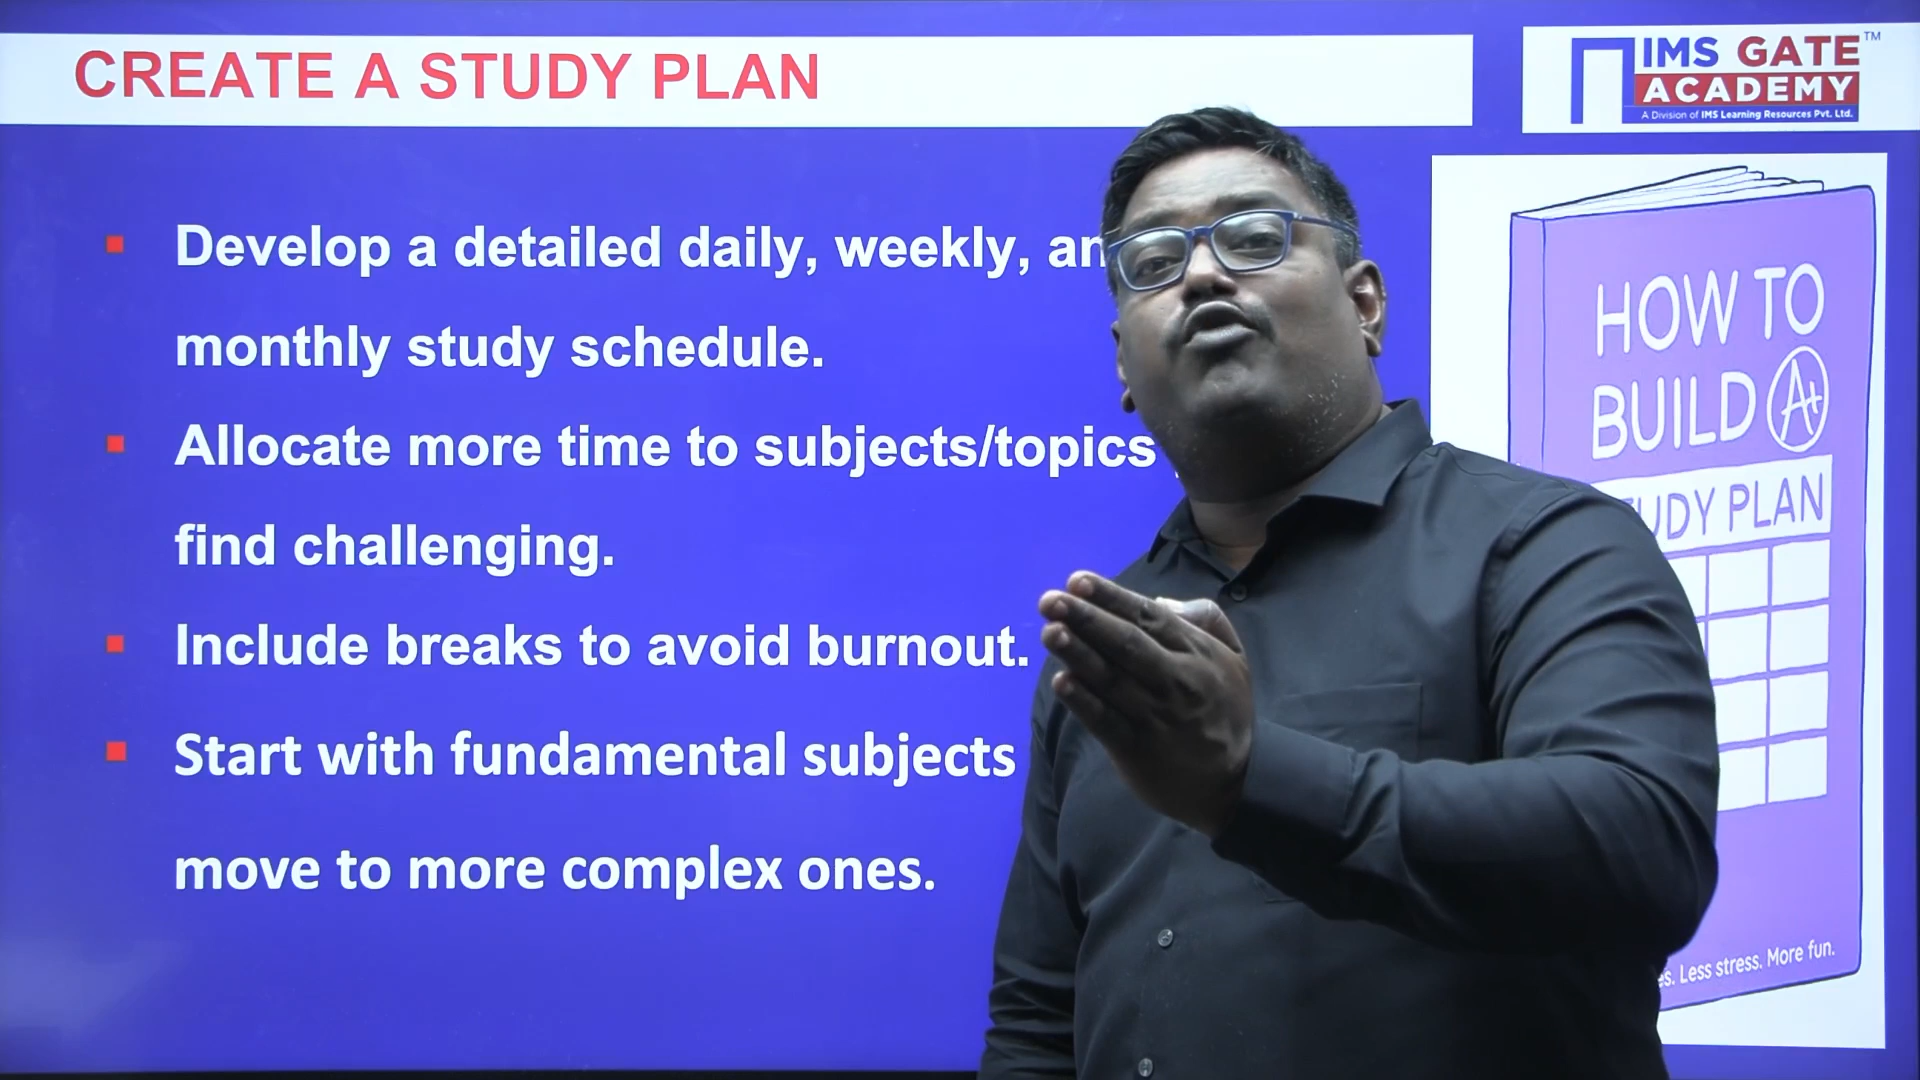 CREATE A STUDY PLAN
IMS GATE
ACADEMY
TM
A Division of IMS Learning Resources Pvt. Ltd.
Develop a detailed daily, weekly, an
monthly study schedule.
Allocate more time to subjects/topics
find challenging.
Include breaks to avoid burnout.
Start with fundamental subjects
move to more complex ones.
HOW TO
BUILD A+
UDY PLAN
es. Less stress. More fun.